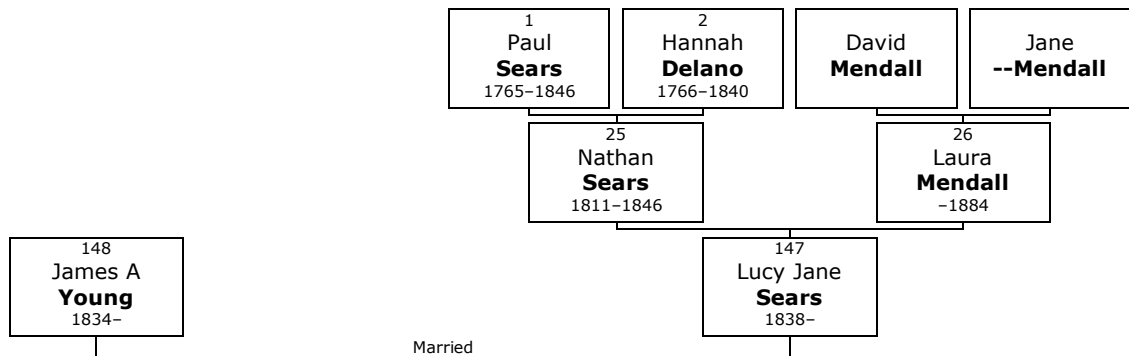 1
Paul
Sears
1765–1846
2
Hannah
Delano
1766–1840
David
Mendall
Jane
--Mendall
25
Nathan
Sears
1811–1846
26
Laura
Mendall
–1884
148
James A
Young
1834–
147
Lucy Jane
Sears
1838–
Married